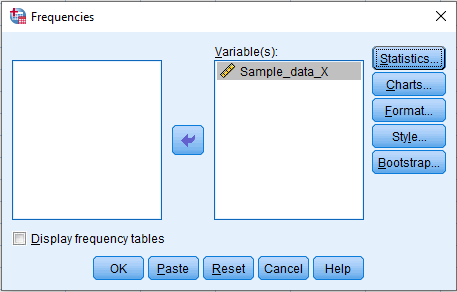 Frequencies
Variable(s):
Sample_data_X
Statistics...
Charts...
Format...
Style...
Bootstrap...
Display frequency tables
OK
Paste
Reset
Cancel
Help